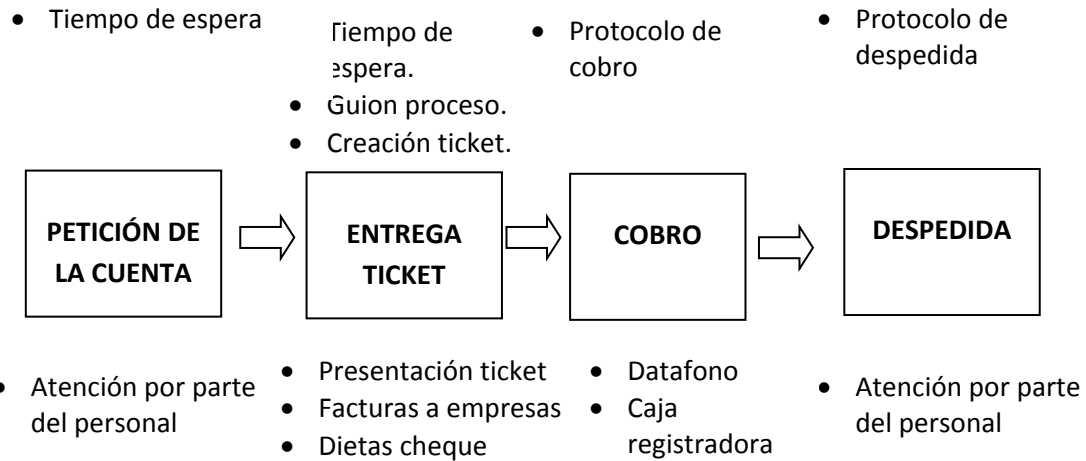 • Tiempo de espera
Tiempo de
espera.
• Guion proceso.
• Creación ticket.
• Protocolo de
cobro
• Protocolo de
despedida
PETICIÓN DE
LA CUENTA
ENTREGA
TICKET
COBRO
DESPEDIDA
• Atención por parte
del personal
• Presentación ticket
• Facturas a empresas
• Dietas cheque
• Datafono
• Caja
registradora
• Atención por parte
del personal